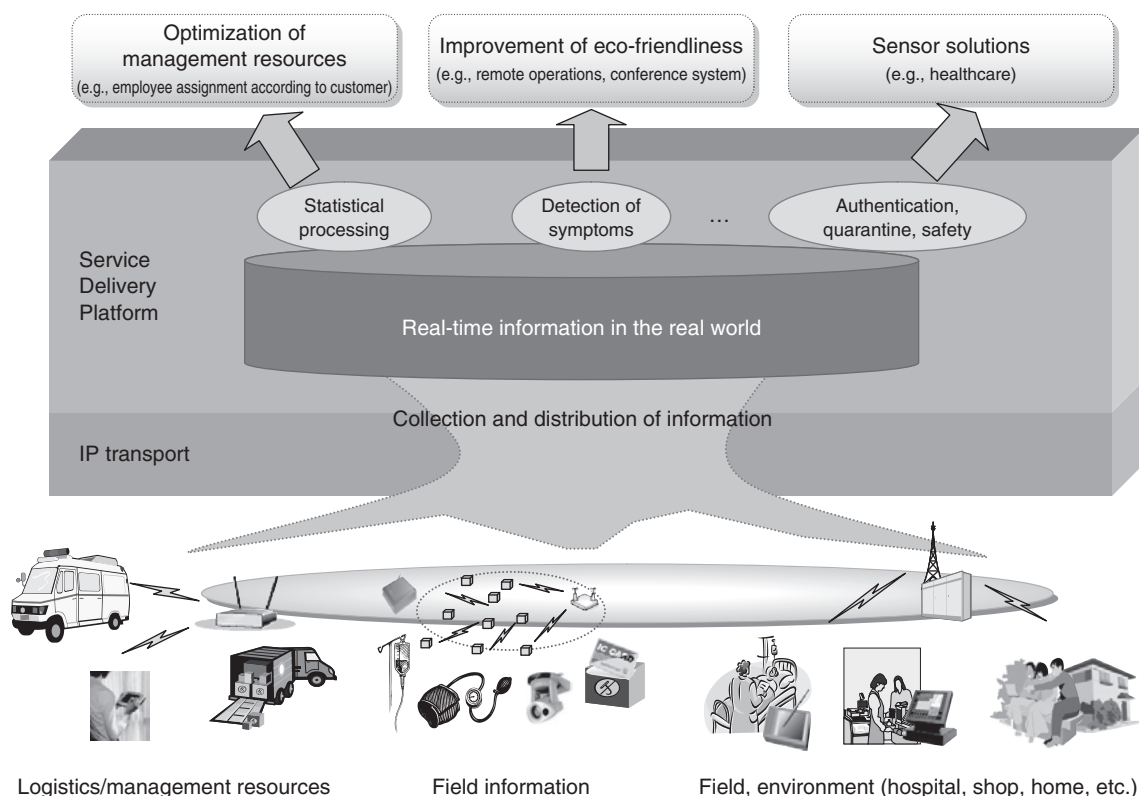 Optimization of
management resources
(e.g., employee assignment according to customer)
Improvement of eco-friendliness
(e.g., remote operations, conference system)
Sensor solutions
(e.g., healthcare)
Statistical
processing
Detection of
symptoms
...
Authentication,
quarantine, safety
Service
Delivery
Platform
Real-time information in the real world
Collection and distribution of information
IP transport
IC CARD
Logistics/management resources
Field information
Field, environment (hospital, shop, home, etc.)